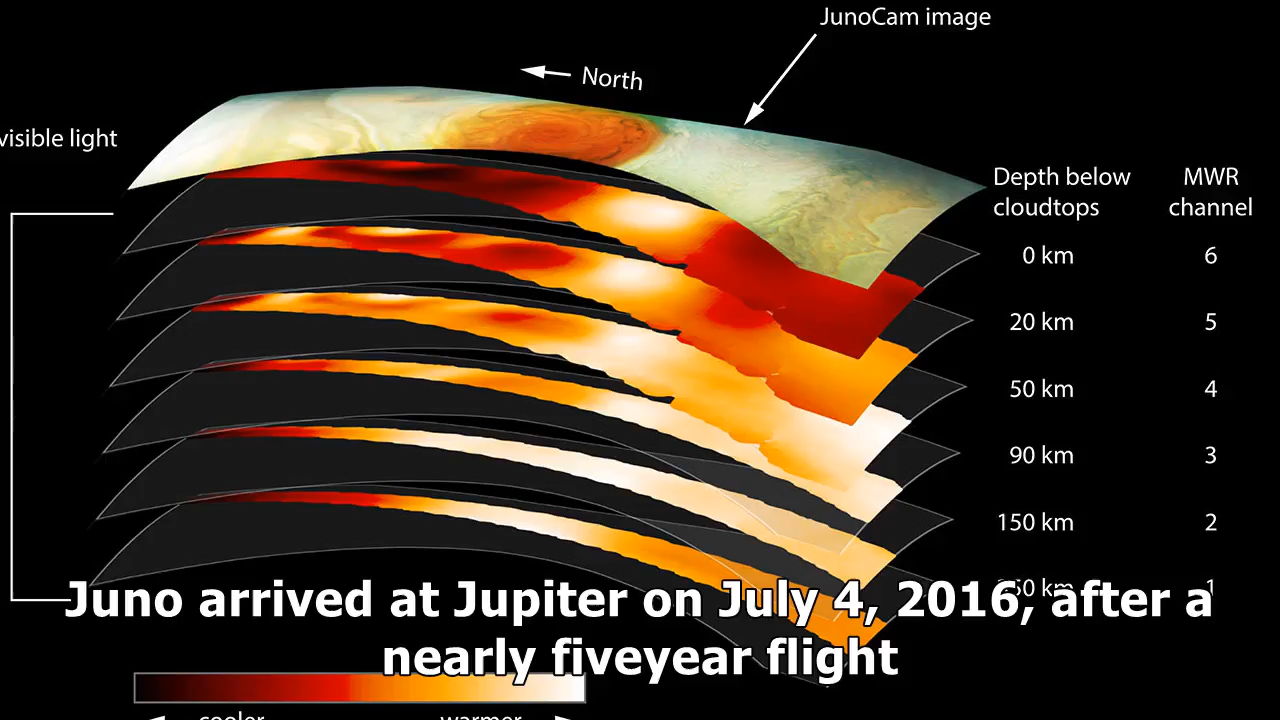 JunoCam image
North
visible light
Depth below
cloudtops
MWR
channel
0 km 6
20 km 5
50 km 4
90 km 3
150 km 2
1
Juno arrived at Jupiter on July 4, 2016, after a
nearly fiveyear flight
cooler warmer